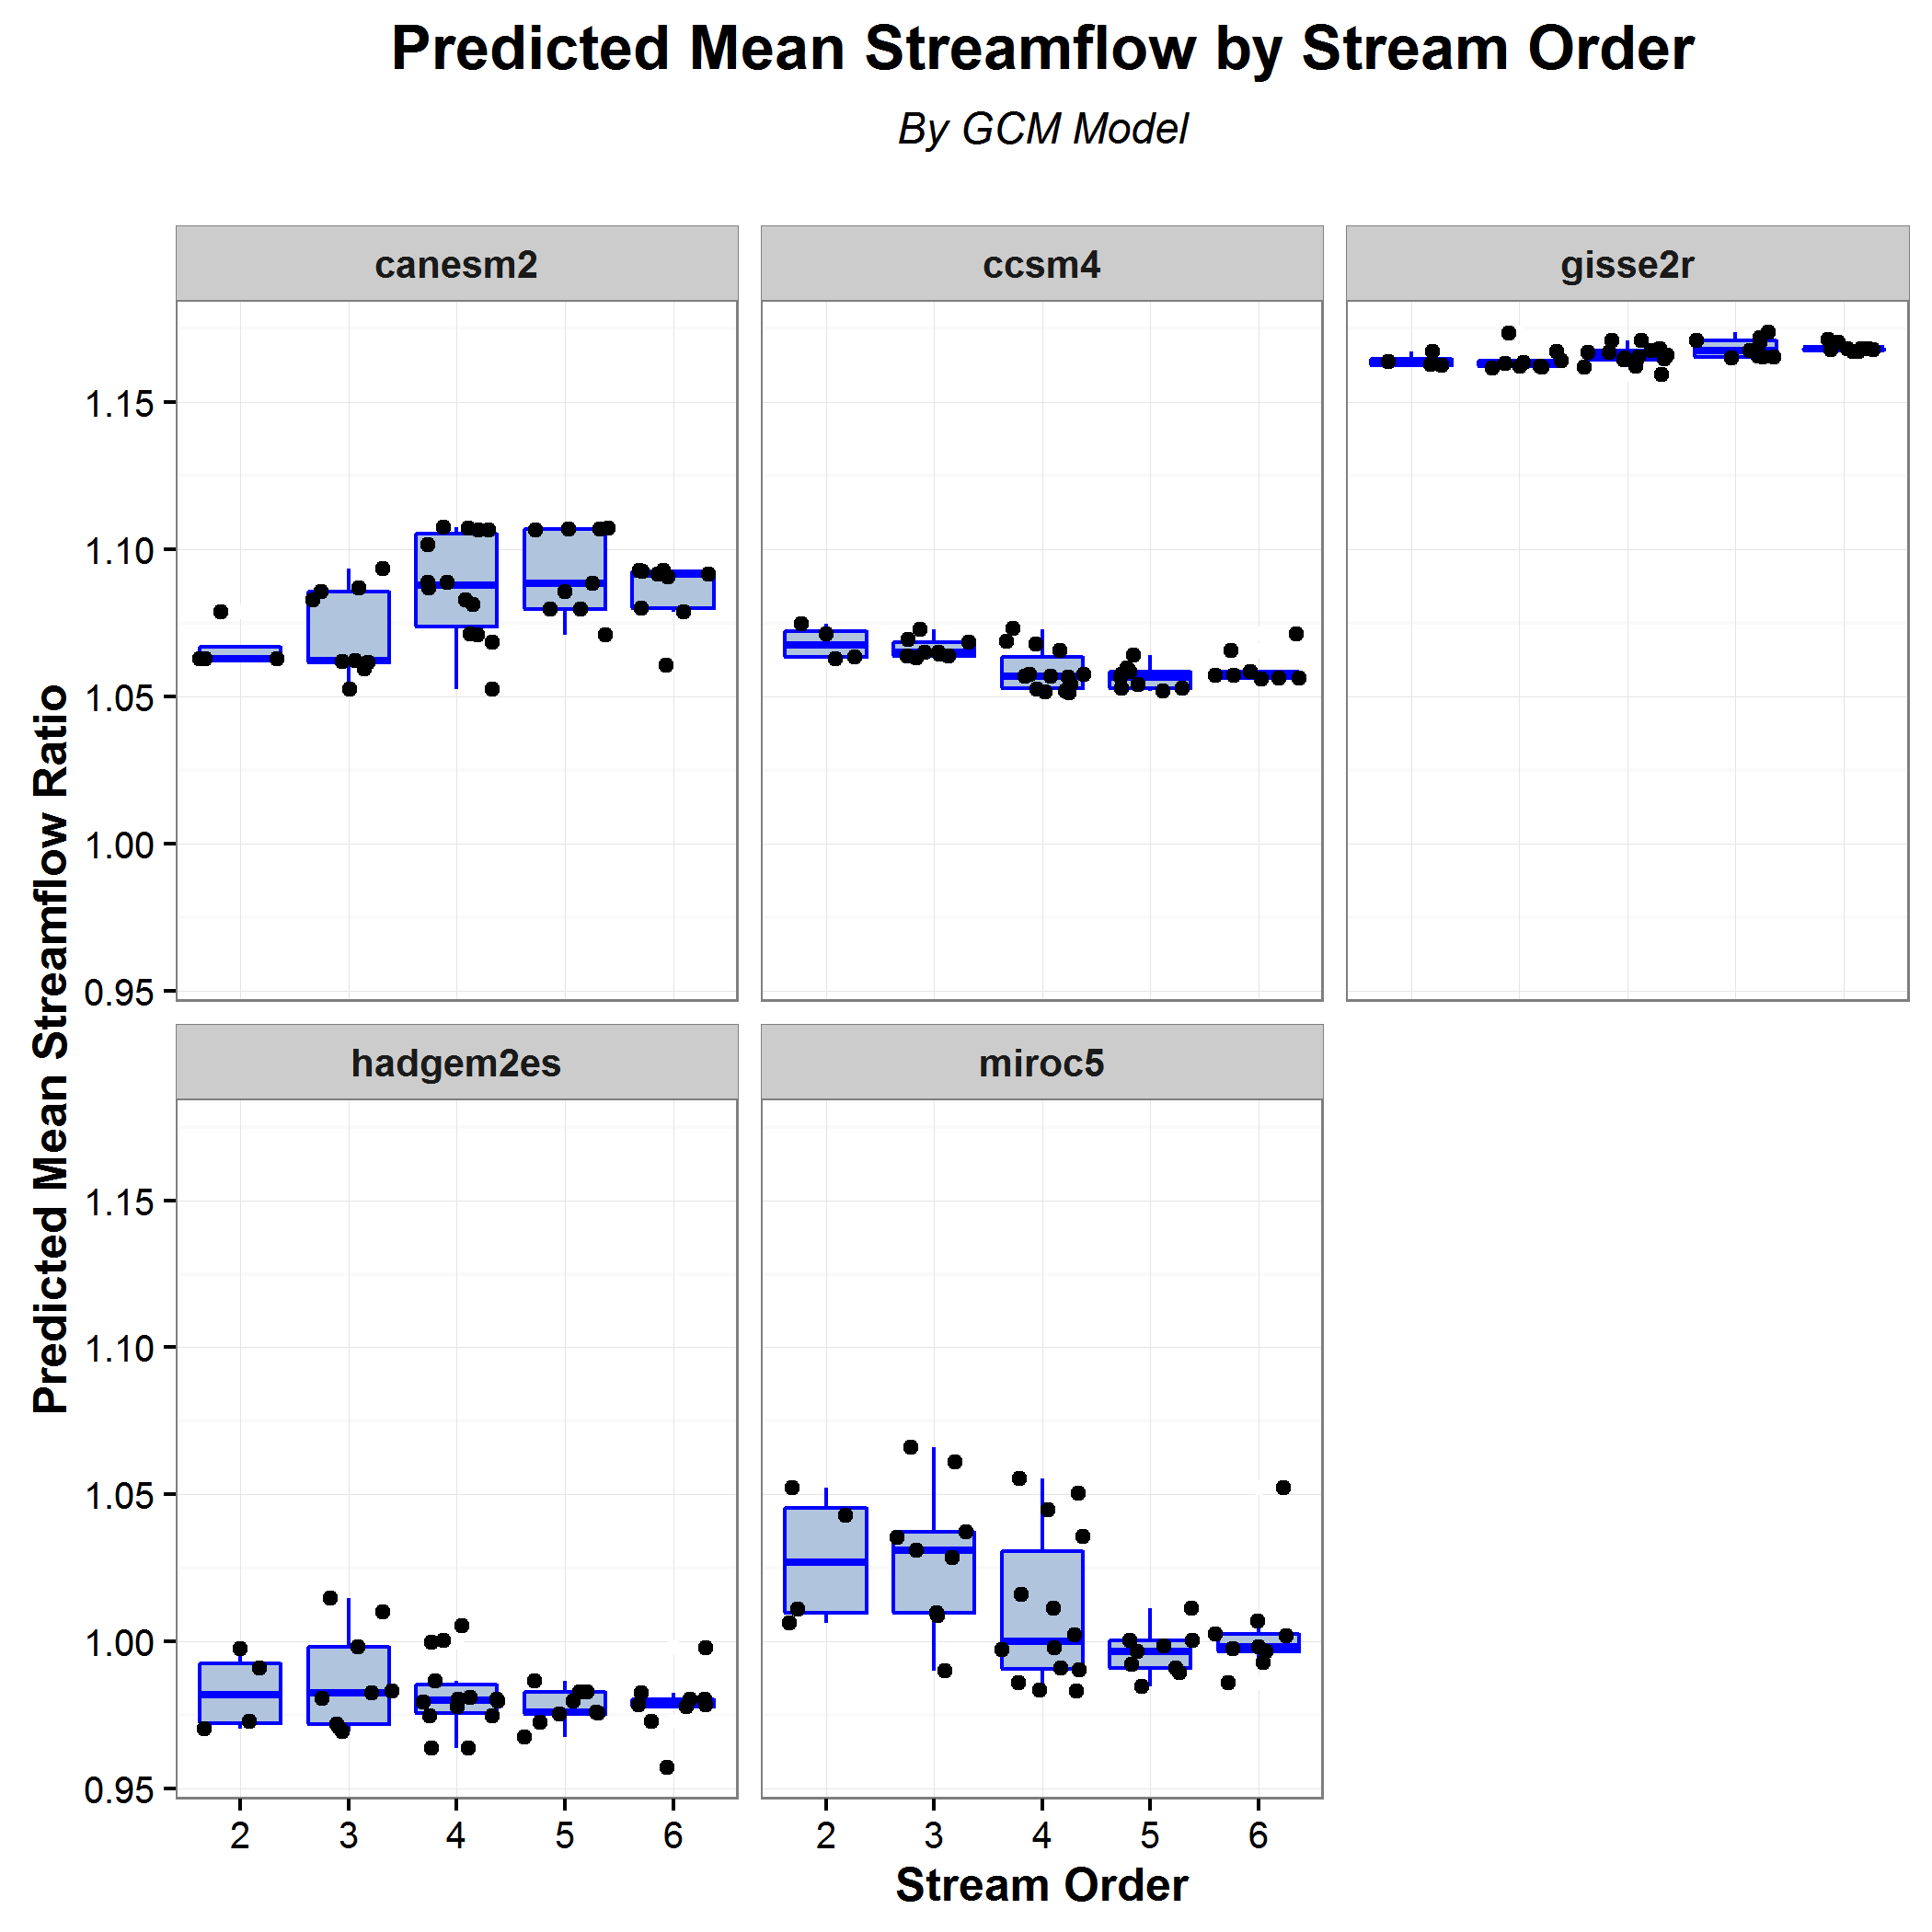 Predicted Mean Streamflow by Stream Order
By GCM Model
canesm2
ccsm4
gisse2r
1.15
1.10
1.05
1.00
0.95
Predicted Mean Streamflow Ratio
hadgem2es
miroc5
1.15
1.10
1.05
1.00
0.95
2 3 4 5 6
2 3 4 5 6
Stream Order